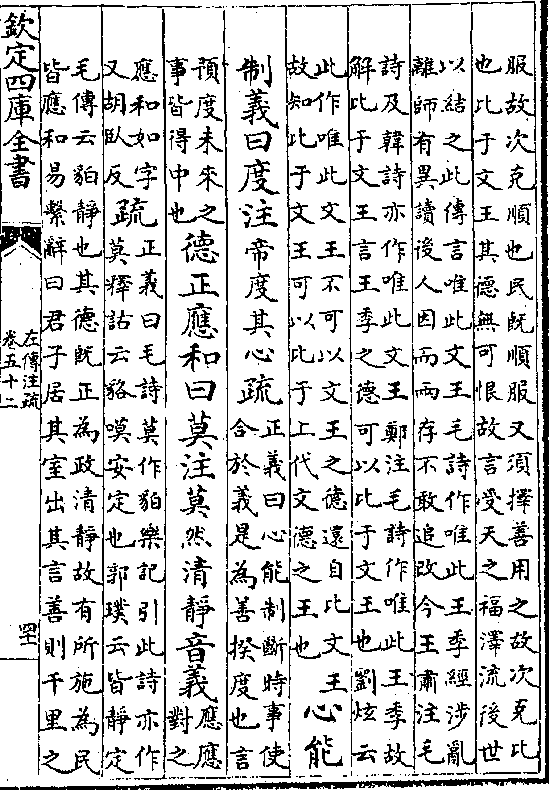 服故次克順也民既順服又須擇善用之故次克比
也比于文王其德無可恨故言受天之福澤流後世
以結之此傳言唯此文王毛詩作唯此王季經涉亂
離師有異讀後人因而兩存不敢追改今王肅注毛
詩及韓詩亦作唯此文王鄭注毛詩作唯此王季故
解比于文王言王季之德可以比于文王也劉炫云
此作唯此文王不可以文王之德還自比文王
故知比于文王可以比于上代文德之王也
心能
制義曰度注帝度其心疏
正義曰心能制斷時事使
合於義是為善揆度也言
預度未來之
事皆得中也
德正應和曰莫注莫然清靜音義
應應
對之
應和如字
又胡臥反
疏
正義曰毛詩莫作貊樂記引此詩亦作
莫釋詁云貉嗼安定也郭璞云皆靜定
毛傳云貊靜也其德既正為政清靜故有所施為民
皆應和易繫辭曰君子居其室出其言善則千里之
欽定四庫全書
左傳注疏
卷五十二